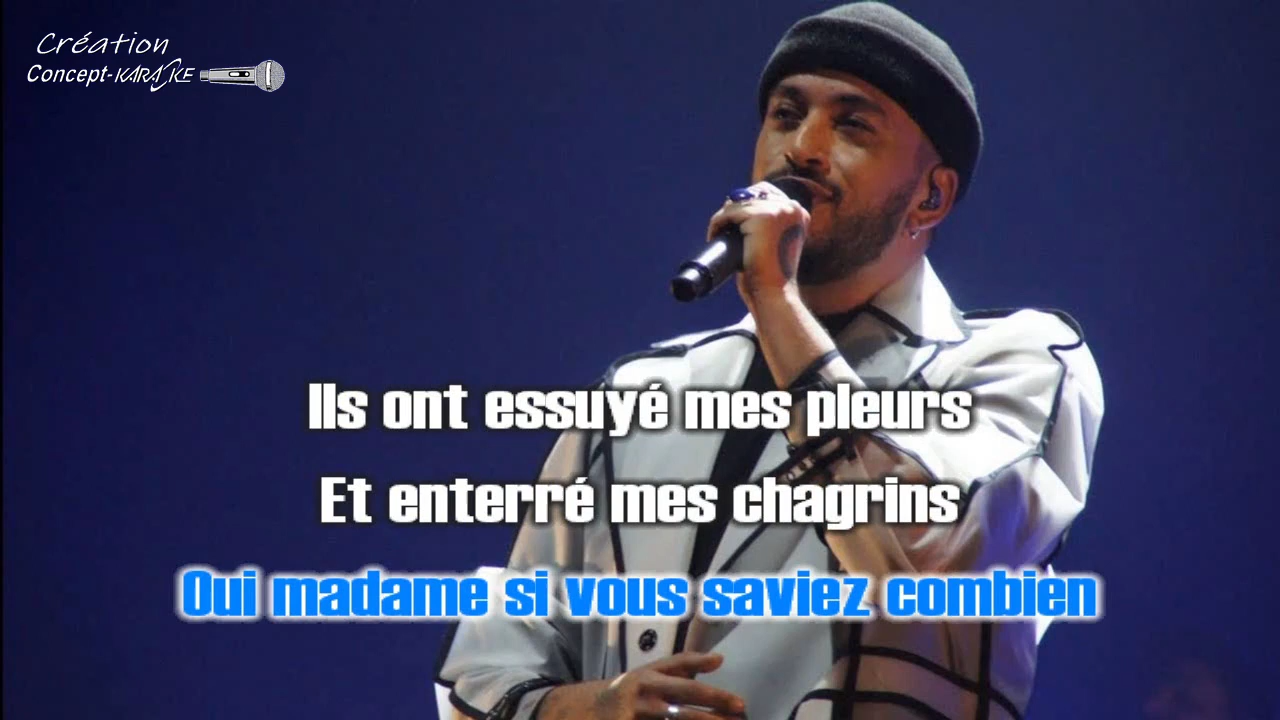 Création
Concept-KARAOKE
Ils ont essuyé mes pleurs
Et enterré mes chagrins
Oui madame si vous saviez combien